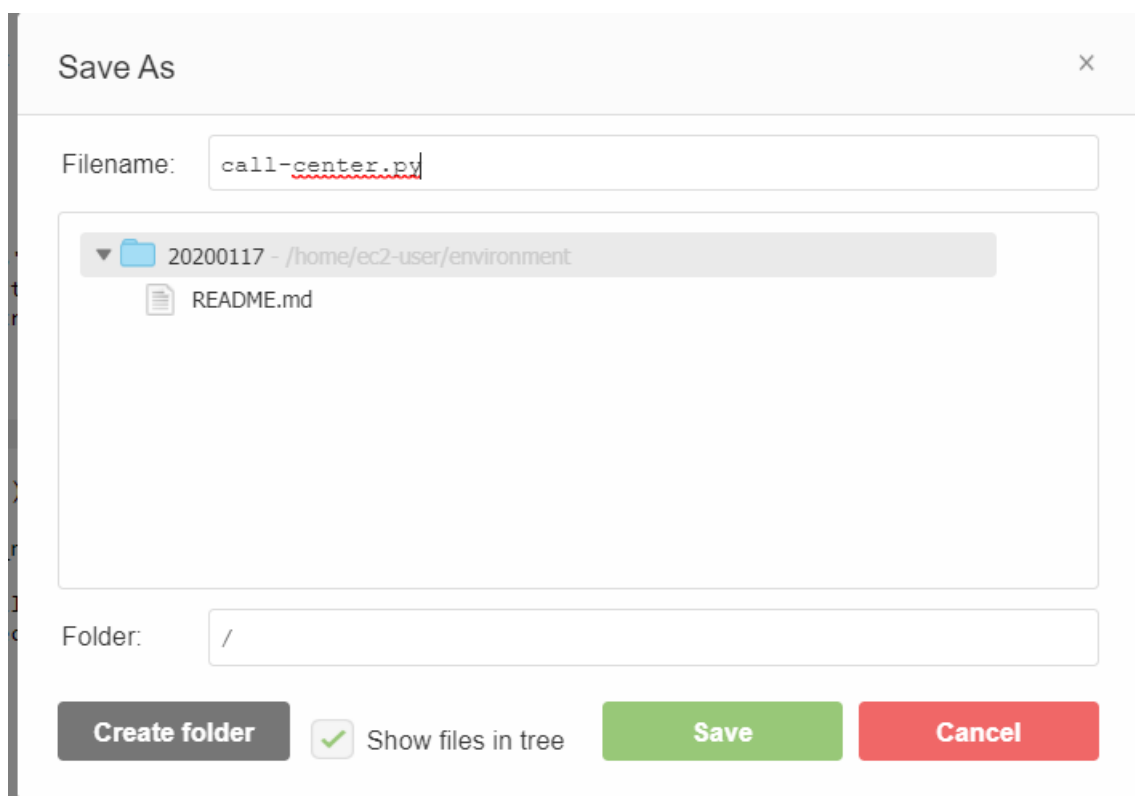 Save As
×
Filename: call-center.py
20200117 - /home/ec2-user/environment
README.md
Folder: /
Create folder Show files in tree Save Cancel